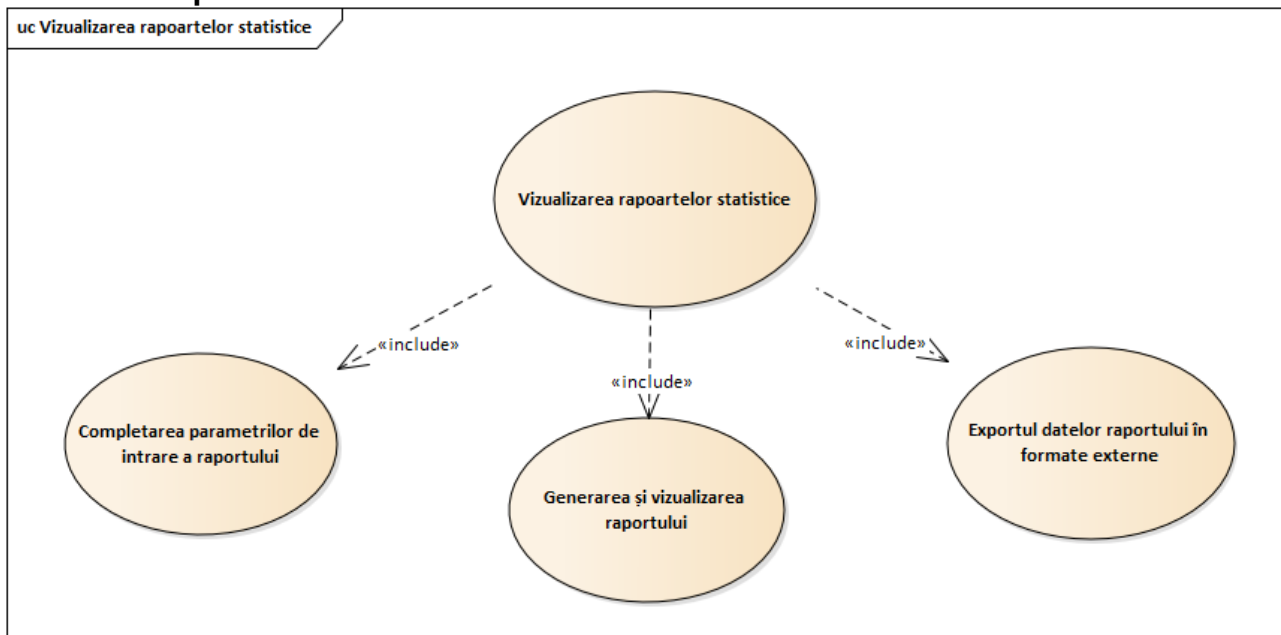 uc Vizualizarea rapoartelor statistice
Vizualizarea rapoartelor statistice
«include»
«include»
«include»
Completarea parametrilor de
intrare a raportului
Generarea și vizualizarea
raportului
Exportul datelor raportului în
formate externe